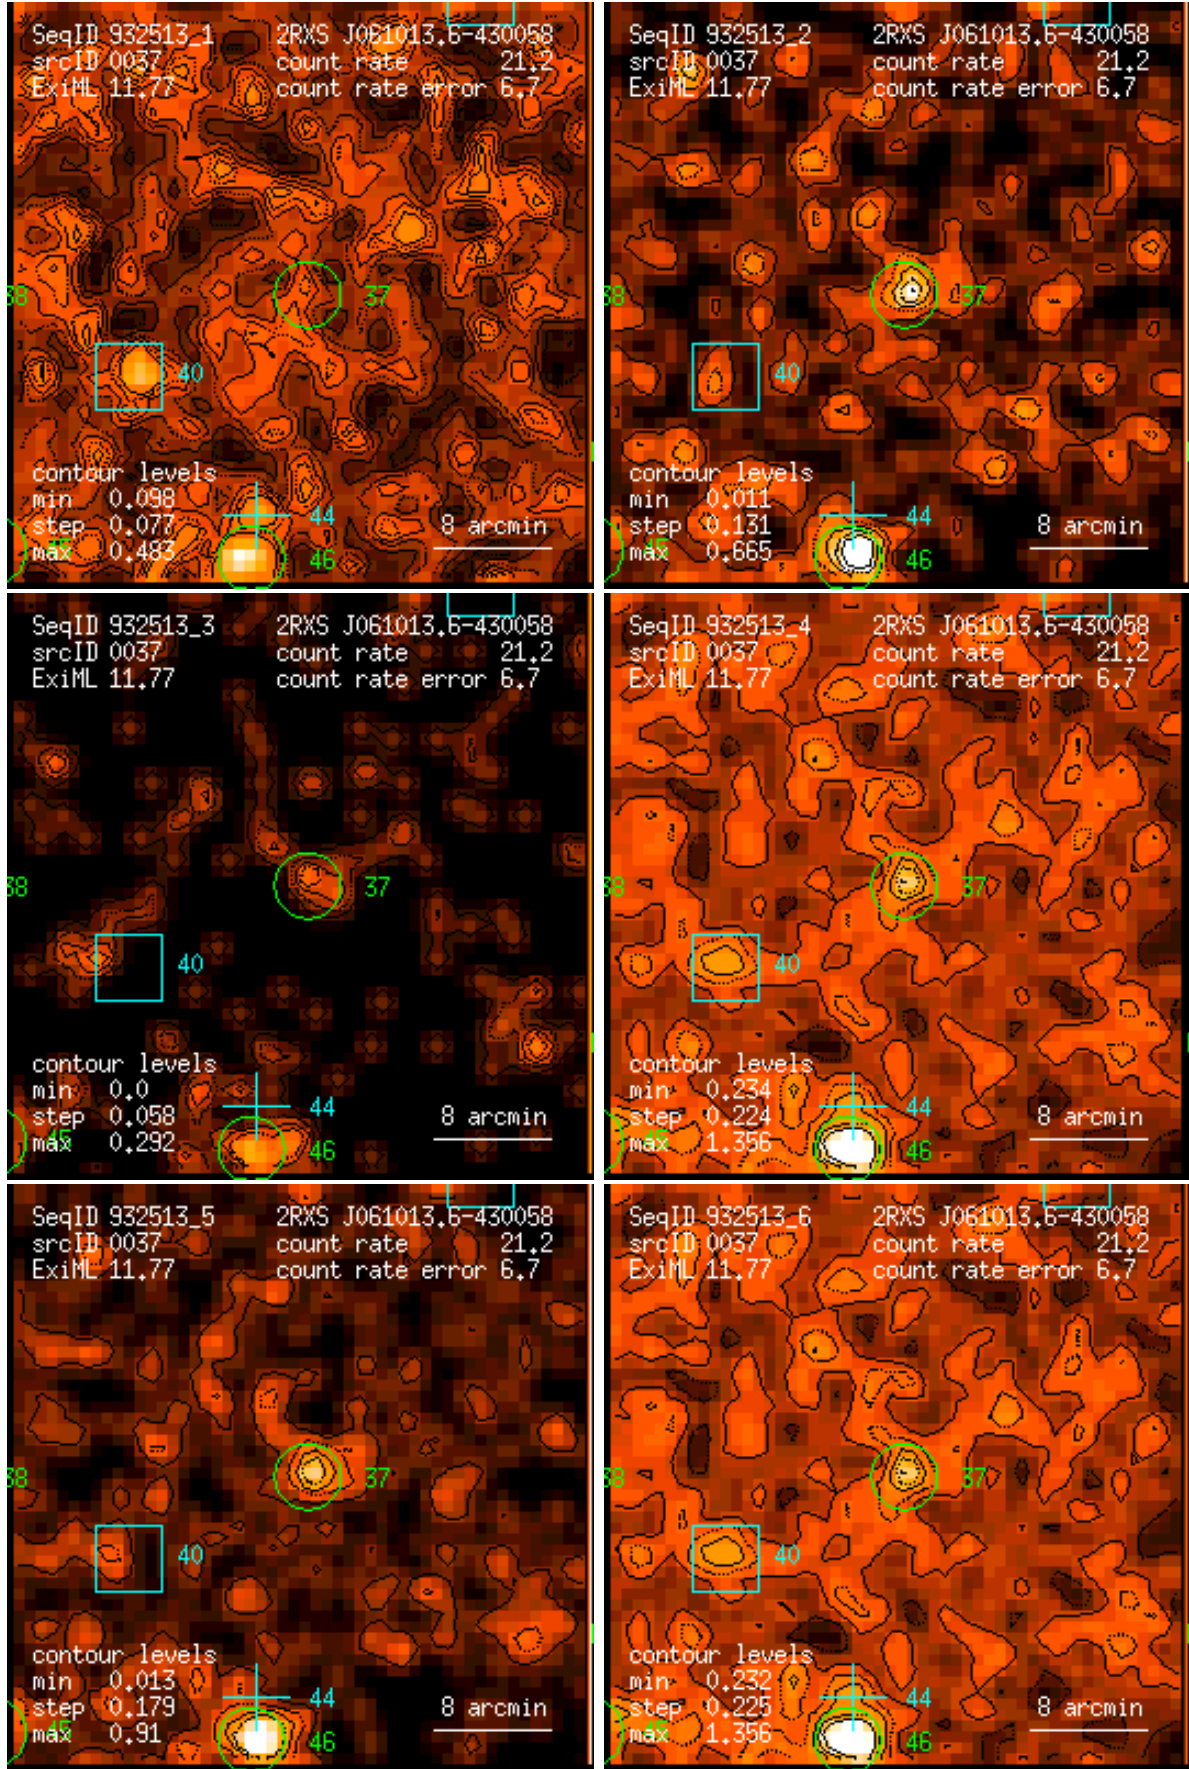 SeqID 932513_1 2RXS J061013.6-430058
srcID 0037 count rate 21.2
ExiML 11.77 count rate error 6.7
38 37
40
contour levels
min 0.098
44
step 0.077 8 arcmin
max 0.483
45 46
SeqID 932513_2 2RXS J061013.6-430058
srcID 0037 count rate 21.2
ExiML 11.77 count rate error 6.7
38 37
40
contour levels
min 0.011
44
step 0.131 8 arcmin
max 0.665
46
SeqID 932513_3 2RXS J061013.6-430058
srcID 0037 count rate 21.2
ExiML 11.77 count rate error 6.7
38 37
40
contour levels
min 0.0
44
step 0.058 8 arcmin
max 0.292
45 46
SeqID 932513_4 2RXS J061013.6-430058
srcID 0037 count rate 21.2
ExiML 11.77 count rate error 6.7
38 37
40
contour levels
min 0.234
44
step 0.224 8 arcmin
max 1.356
46
SeqID 932513_5 2RXS J061013.6-430058
srcID 0037 count rate 21.2
ExiML 11.77 count rate error 6.7
38 37
40
contour levels
min 0.013
44
step 0.179 8 arcmin
max 0.91
45 46
SeqID 932513_6 2RXS J061013.6-430058
srcID 0037 count rate 21.2
ExiML 11.77 count rate error 6.7
38 37
40
contour levels
min 0.232
44
step 0.225 8 arcmin
max 1.356
46